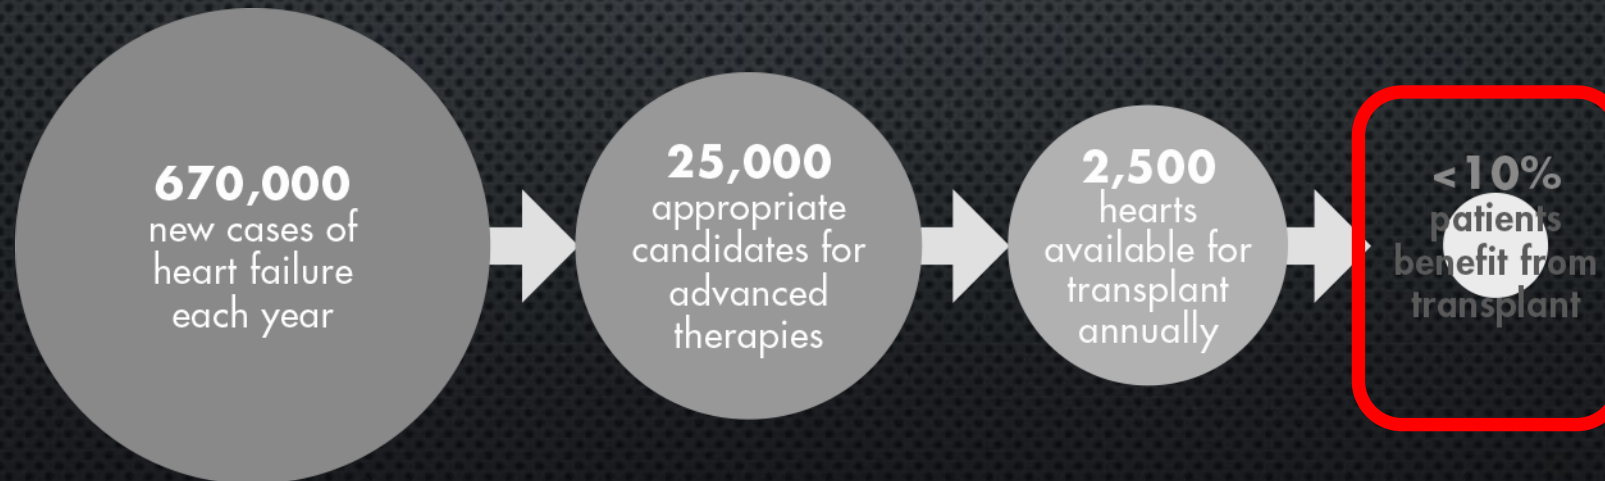 670,000
new cases of
heart failure
each year
25,000
appropriate
candidates for
advanced
therapies
2,500
hearts
available for
transplant
annually
<10%
patients
benefit from
transplant